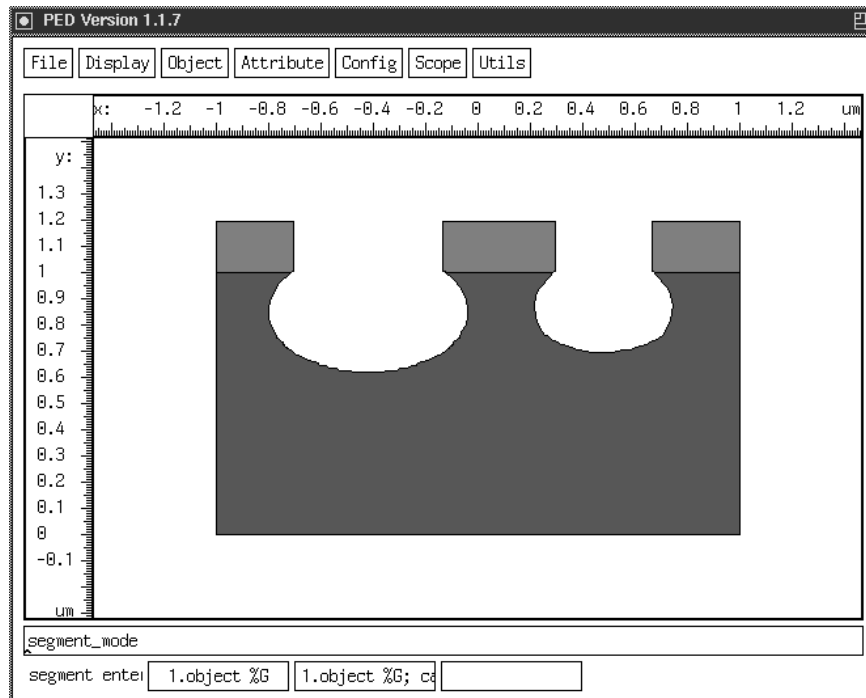 PED Version 1.1.7
File Display Object Attribute Config Scope Utils
x: -1.2 -1 -0.8 -0.6 -0.4 -0.2 0 0.2 0.4 0.6 0.8 1 1.2 um
y:
1.3
1.2
1.1
1
0.9
0.8
0.7
0.6
0.5
0.4
0.3
0.2
0.1
0
-0.1
um
segment_mode
segment enter 1.object %G 1.object %G; ca